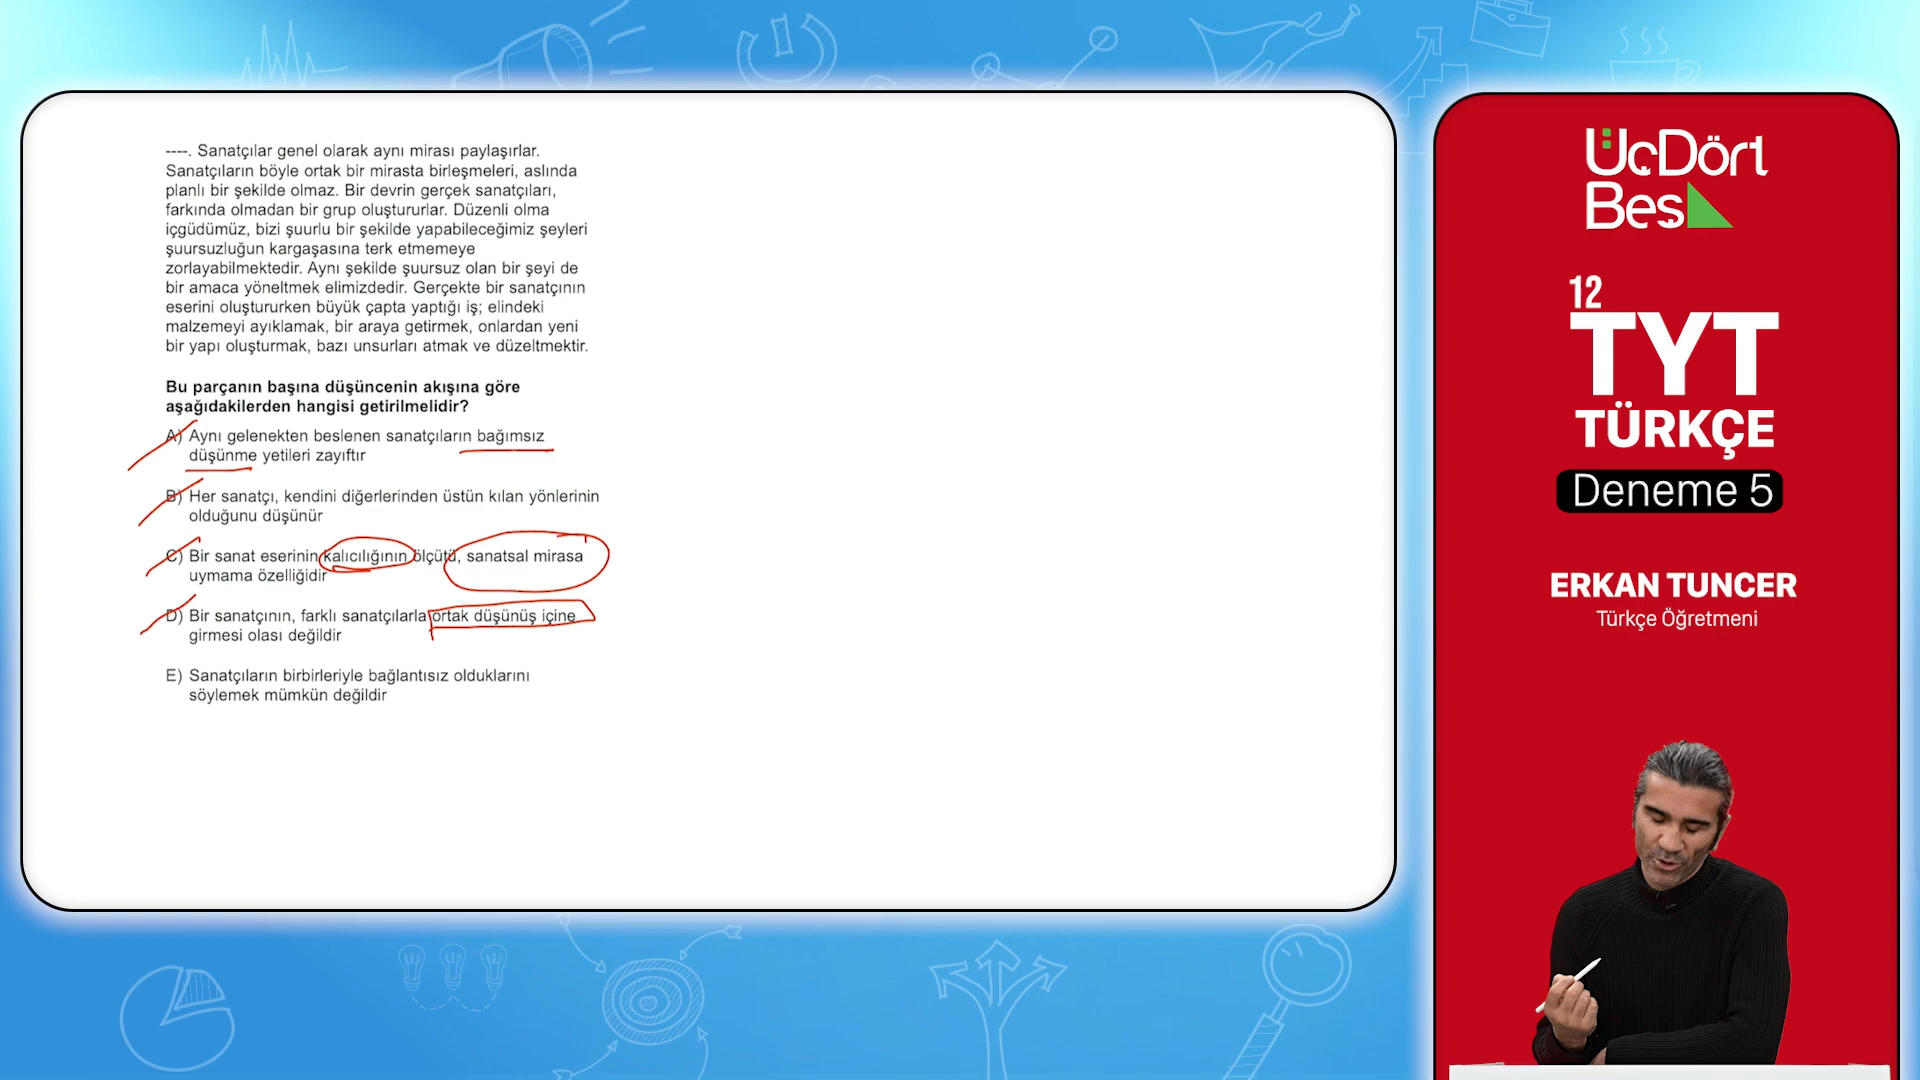 ----. Sanatçılar genel olarak aynı mirası paylaşırlar.
Sanatçıların böyle ortak bir mirasta birleşmeleri, aslında
planlı bir şekilde olmaz. Bir devrin gerçek sanatçıları,
farkında olmadan bir grup oluştururlar. Düzenli olma
içgüdümüz, bizi şuurlu bir şekilde yapabileceğimiz şeyleri
şuursuzluğun kargaşasına terk etmemeye
zorlayabilmektedir. Aynı şekilde şuursuz olan bir şeyi de
bir amaca yöneltmek elimizdedir. Gerçekte bir sanatçının
eserini oluştururken büyük çapta yaptığı iş; elindeki
malzemeyi ayıklamak, bir araya getirmek, onlardan yeni
bir yapı oluşturmak, bazı unsurları atmak ve düzeltmektir.
Bu parçanın başına düşüncenin akışına göre
aşağıdakilerden hangisi getirilmelidir?
A) Aynı gelenekten beslenen sanatçıların bağımsız
düşünme yetileri zayıftır
B) Her sanatçı, kendini diğerlerinden üstün kılan yönlerinin
olduğunu düşünür
C) Bir sanat eserinin kalıcılığının ölçütü, sanatsal mirasa
uymama özelliğidir
D) Bir sanatçının, farklı sanatçılarla ortak düşünüş içine
girmesi olası değildir
E) Sanatçıların birbirleriyle bağlantısız olduklarını
söylemek mümkün değildir
ÜçDört
Beş
12
TYT
TÜRKÇE
Deneme 5
ERKAN TUNCER
Türkçe Öğretmeni